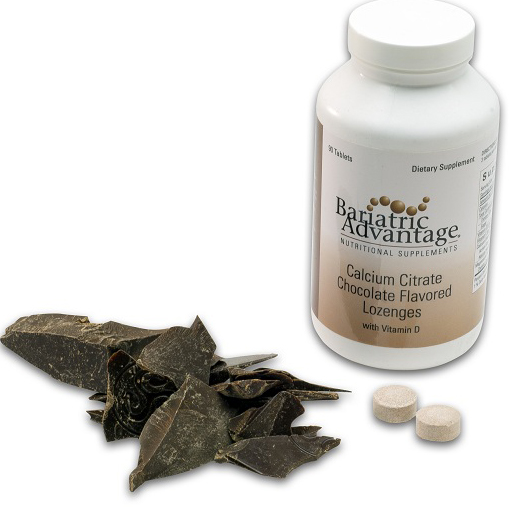 90 Tablets
Dietary Supplement
Bariatric
Advantage®
NUTRITIONAL SUPPLEMENTS
Calcium Citrate
Chocolate Flavored
Lozenges
with Vitamin D